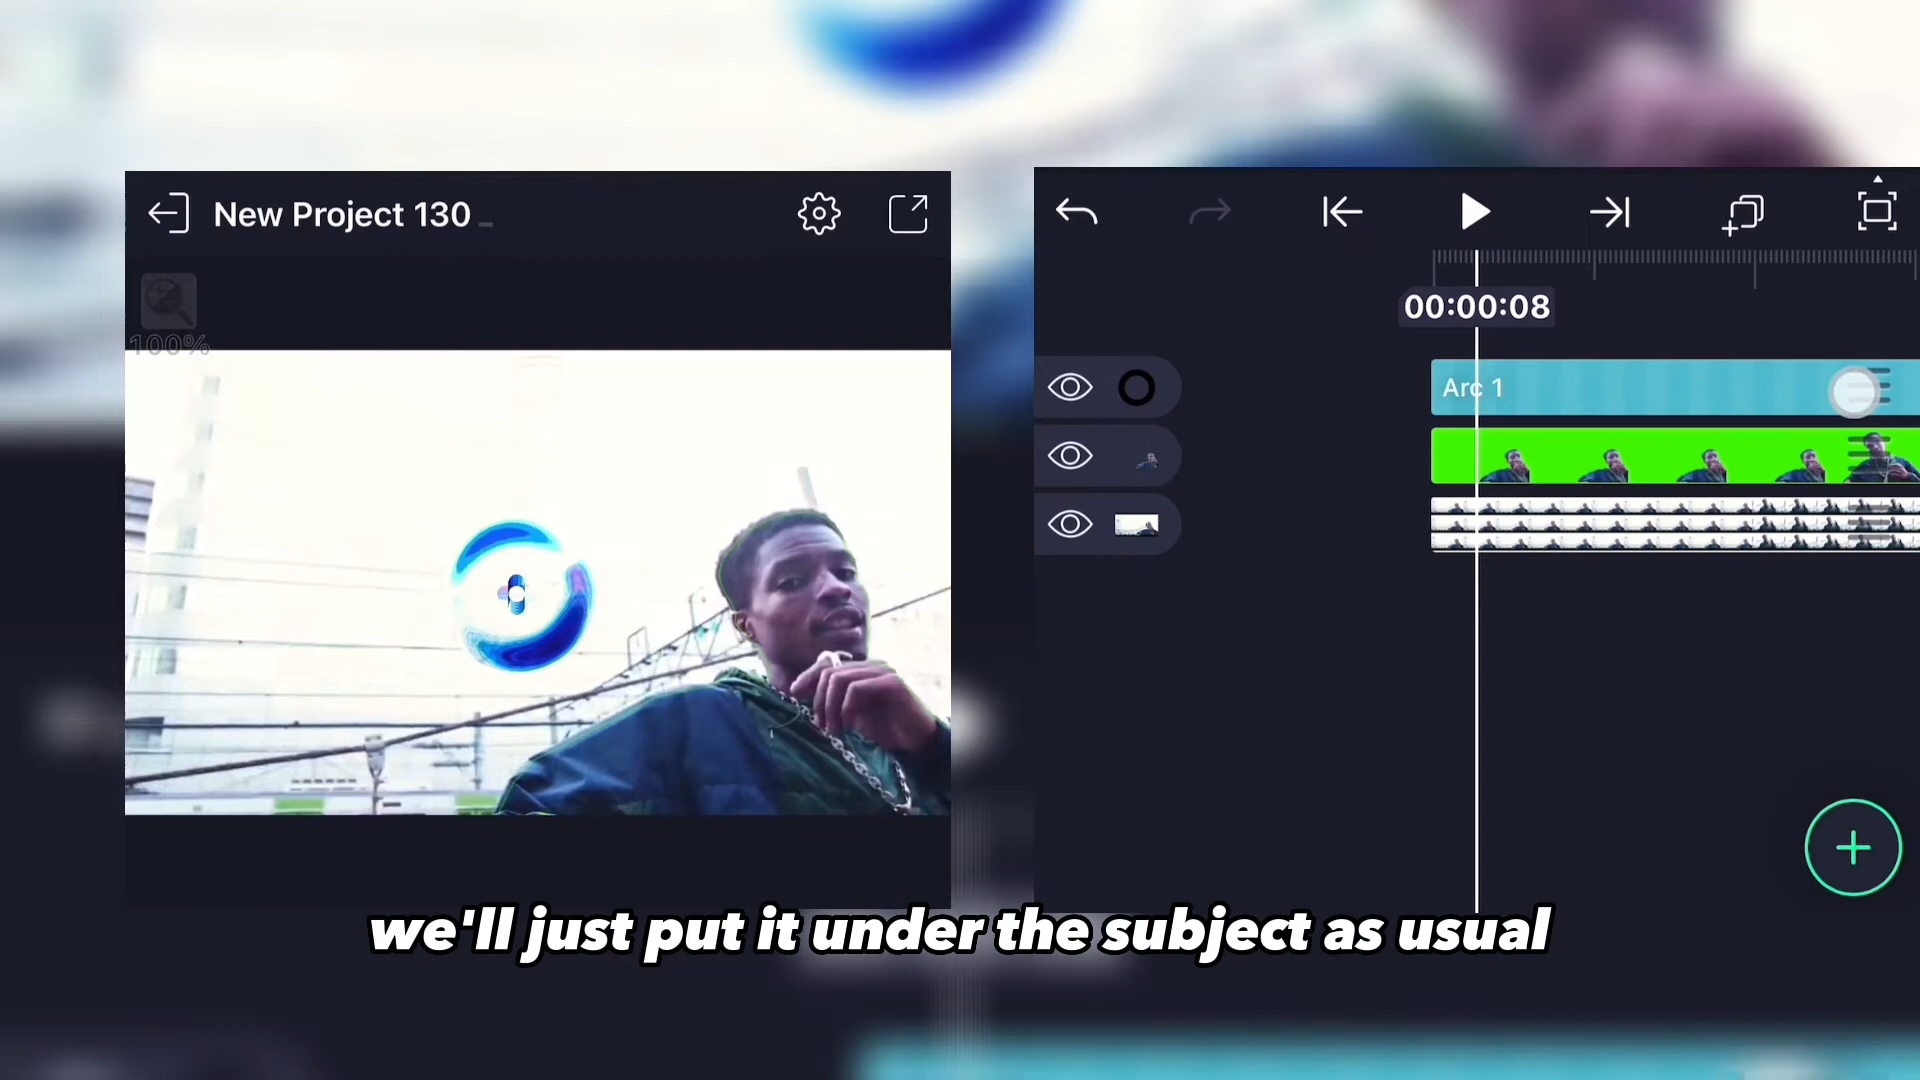 New Project 130
100%
00:00:08
Arc 1
we'll just put it under the subject as usual